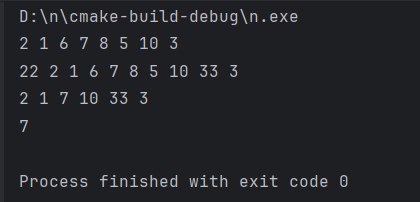 D:\n\cmake-build-debug\n.exe
2 1 6 7 8 5 10 3
22 2 1 6 7 8 5 10 33 3
2 1 7 10 33 3
7
Process finished with exit code 0